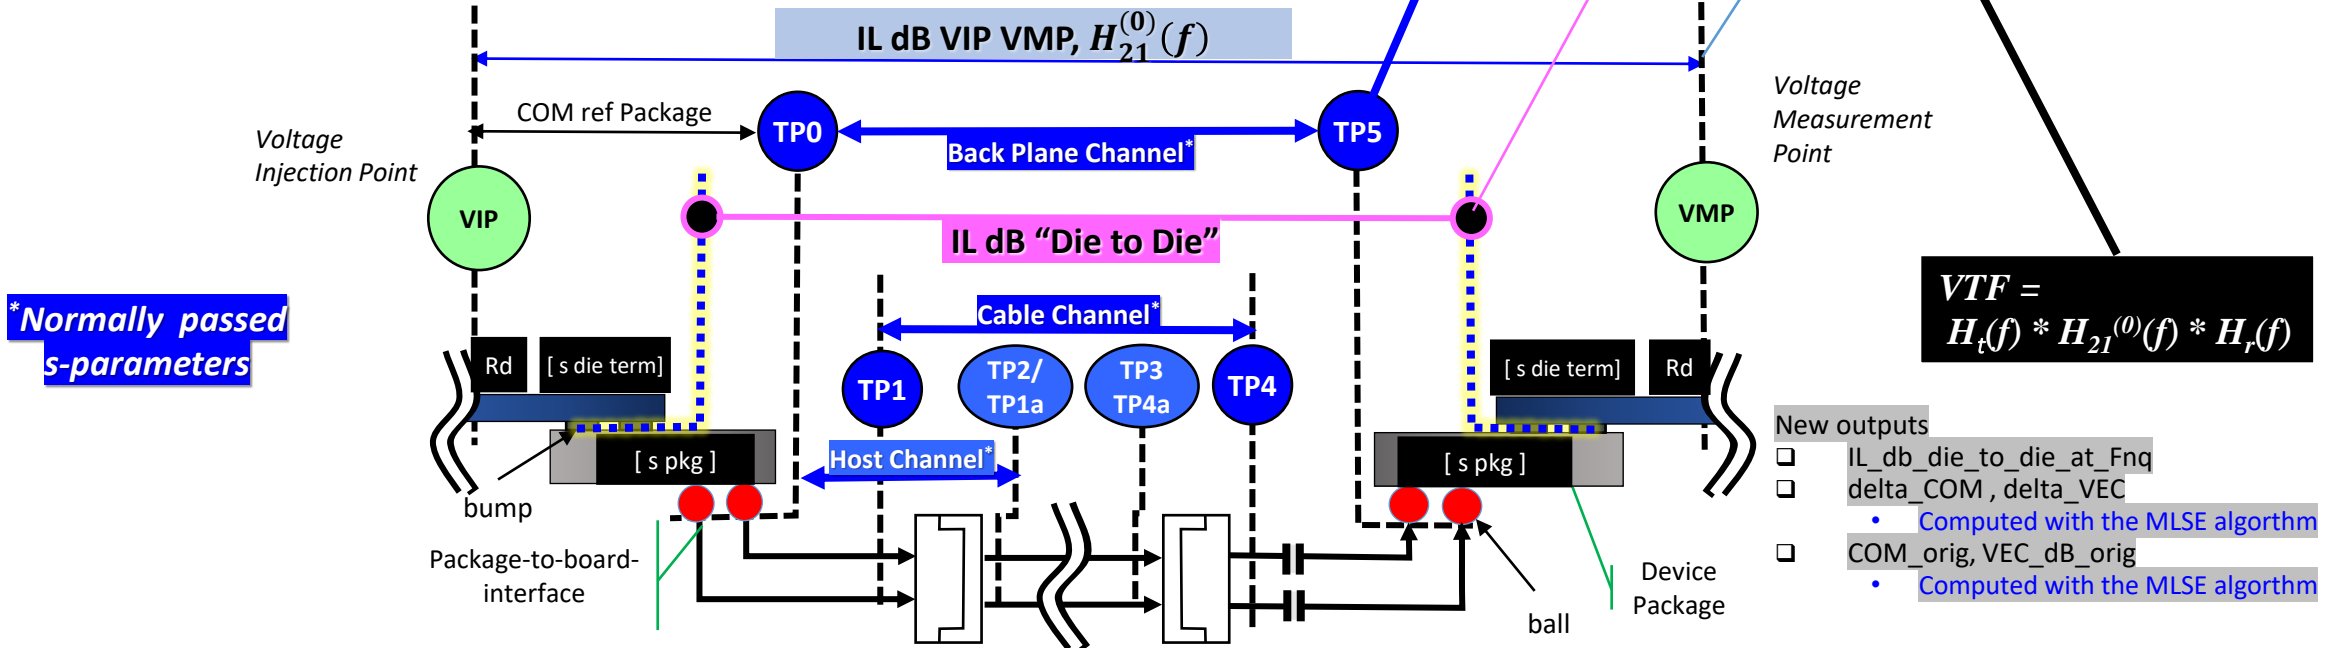 IL dB VIP VMP, H₂₁⁽⁰⁾(f)
Voltage
Injection Point
COM ref Package
TP0
Back Plane Channel*
TP5
Voltage
Measurement
Point
VIP
VMP
IL dB “Die to Die”
*Normally passed
s-parameters
Cable Channel*
VTF =
Hₜ(f) * H₂₁⁽⁰⁾(f) * Hᵣ(f)
Rd
[ s die term]
TP1
TP2/
TP1a
TP3
TP4a
TP4
[ s die term]
Rd
[ s pkg ]
Host Channel*
[ s pkg ]
bump
Package-to-board-
interface
Device
Package
ball
New outputs
❑ IL_db_die_to_die_at_Fnq
❑ delta_COM , delta_VEC
• Computed with the MLSE algorthm
❑ COM_orig, VEC_dB_orig
• Computed with the MLSE algorthm